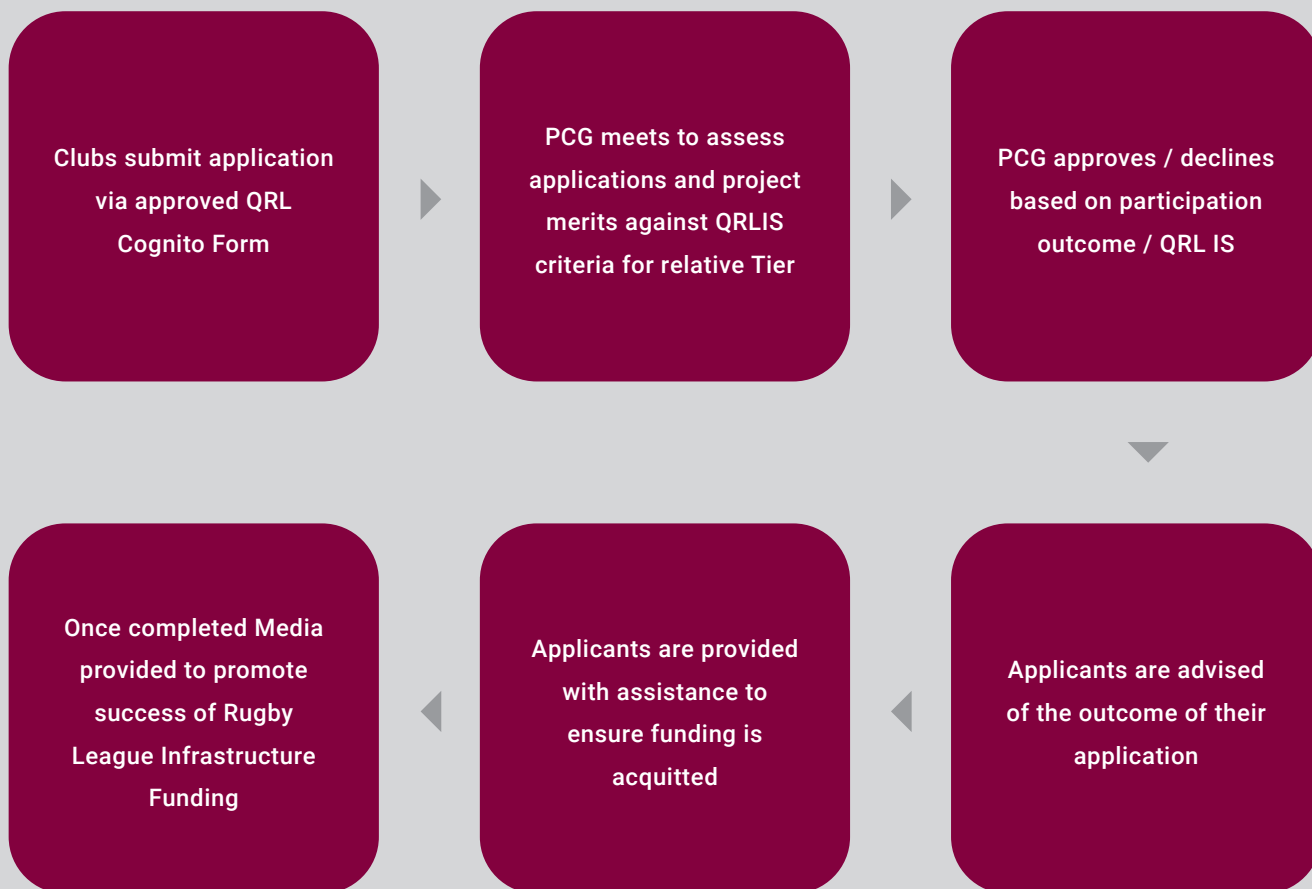 Clubs submit application
via approved QRL
Cognito Form
PCG meets to assess
applications and project
merits against QRLIS
criteria for relative Tier
PCG approves / declines
based on participation
outcome / QRL IS
Applicants are advised
of the outcome of their
application
Applicants are provided
with assistance to
ensure funding is
acquitted
Once completed Media
provided to promote
success of Rugby
League Infrastructure
Funding